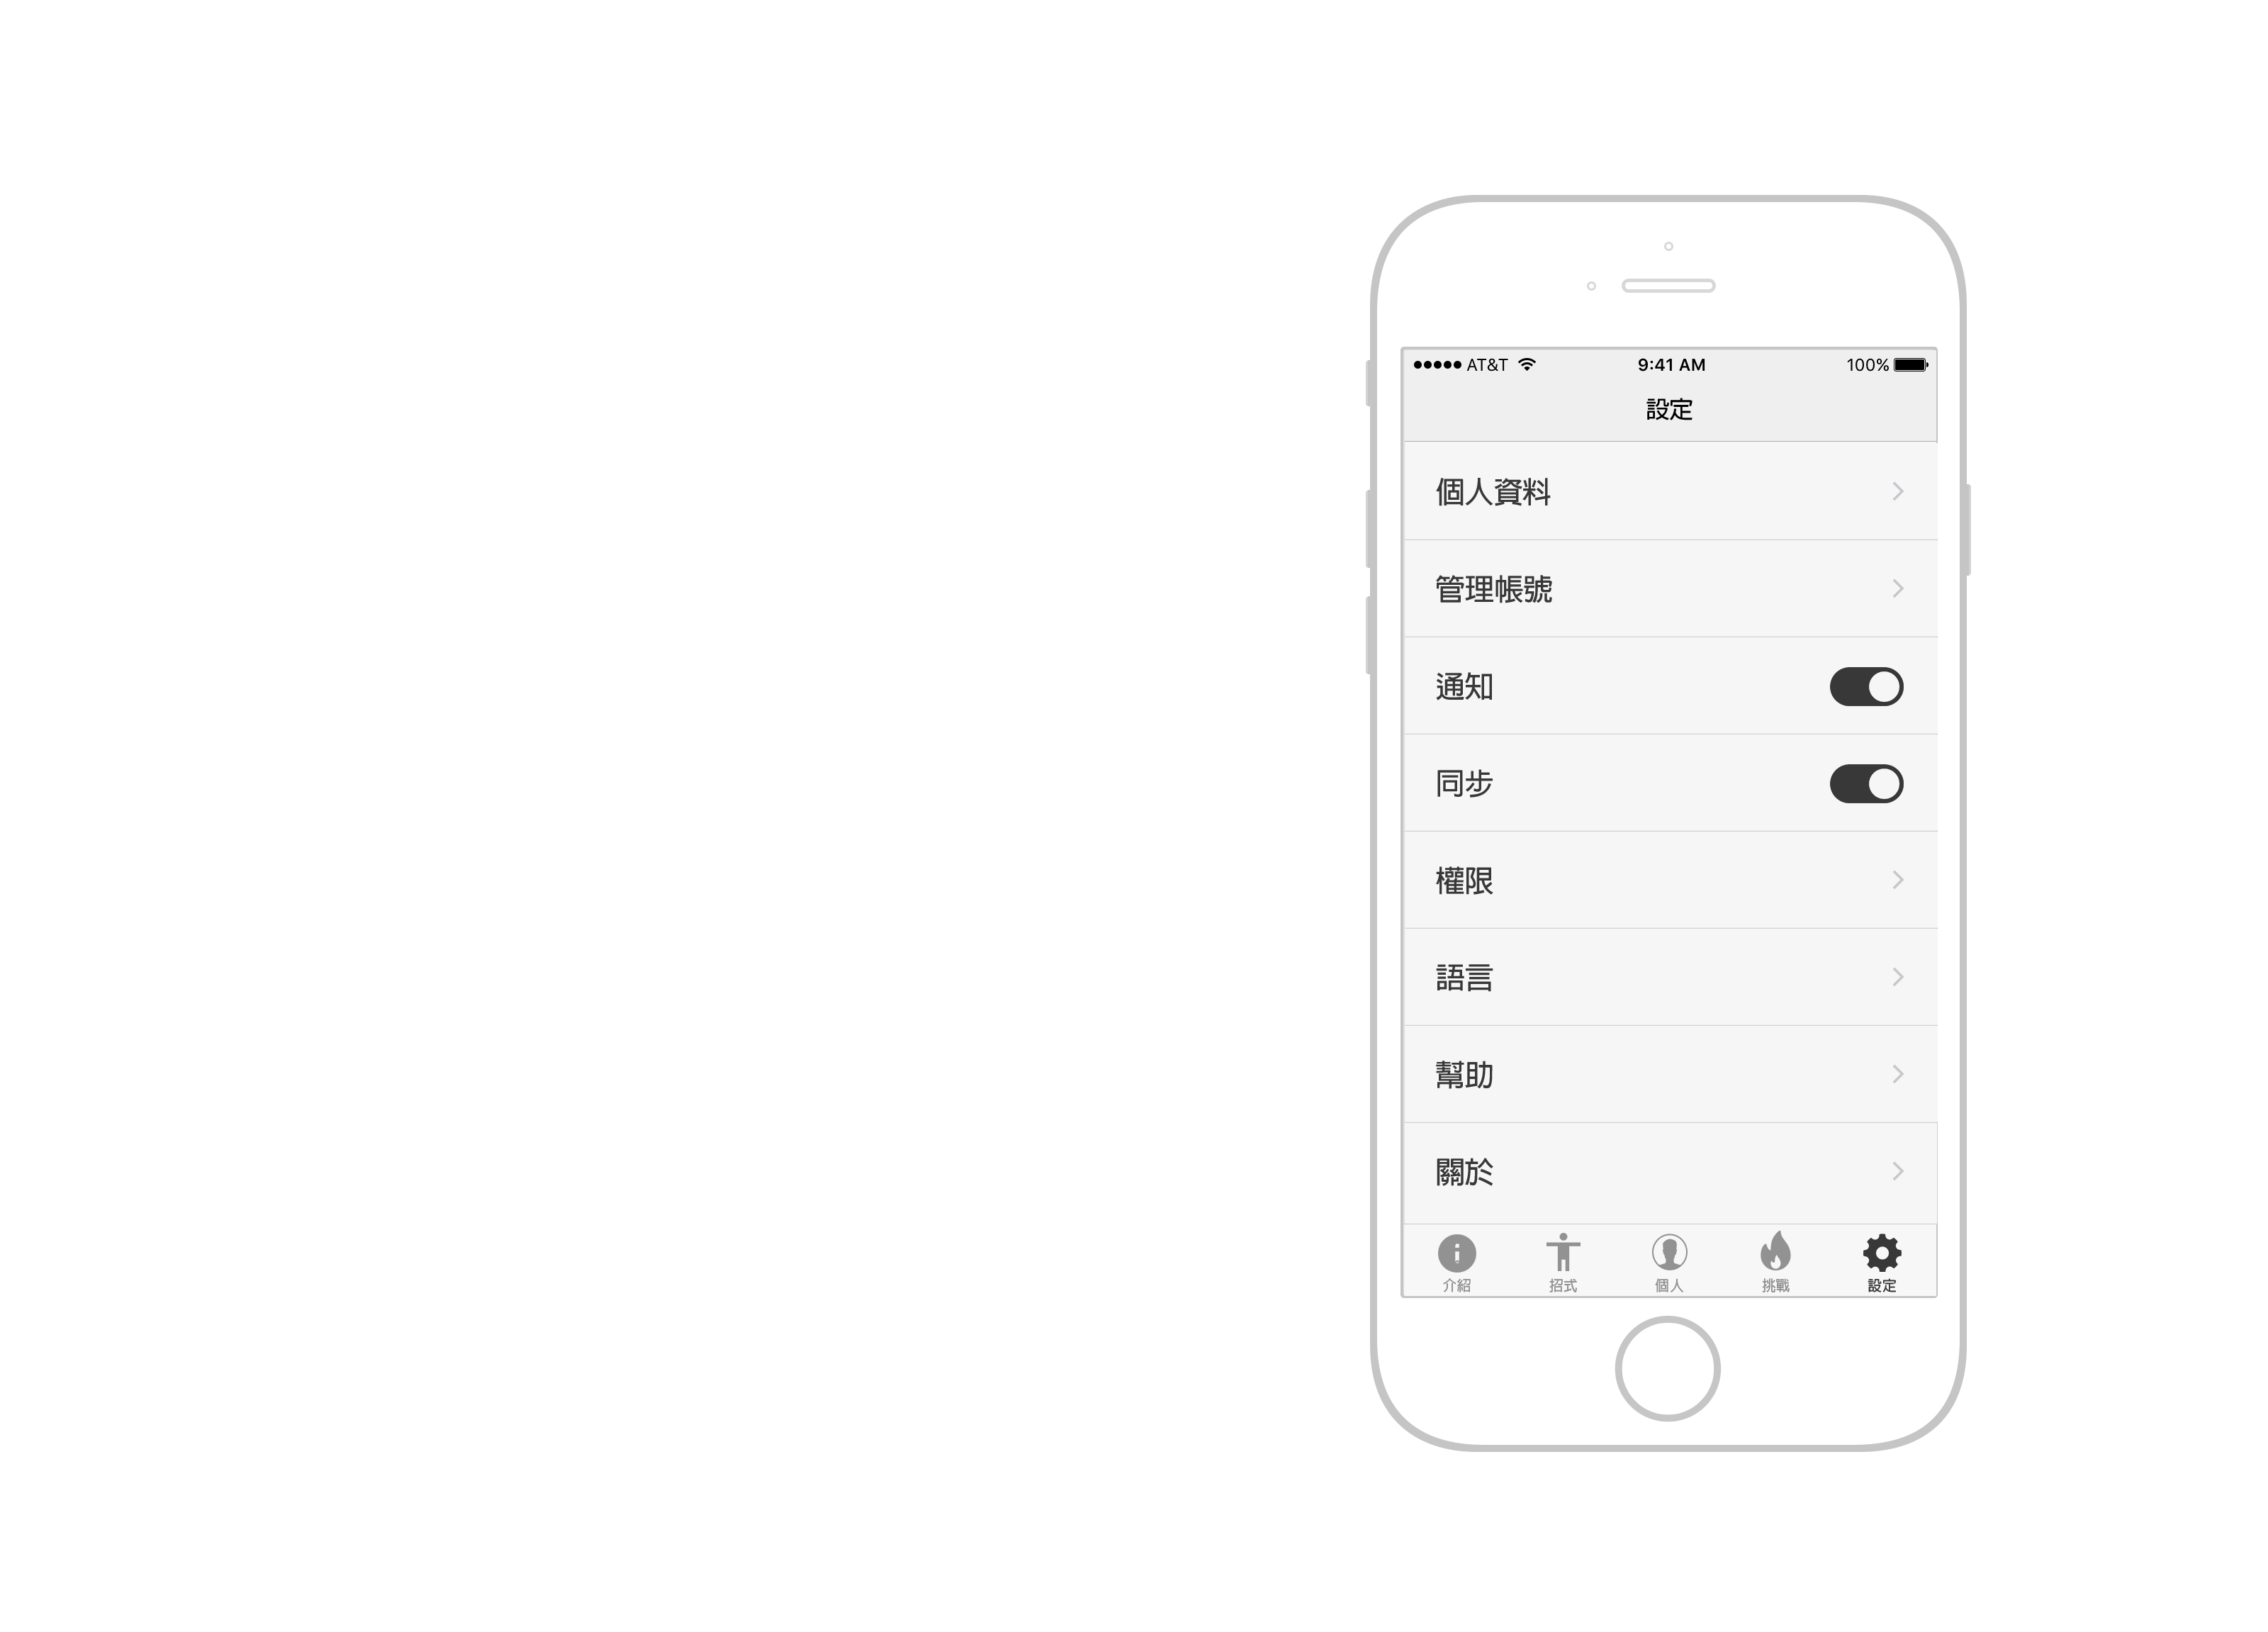 AT&T 9:41 AM 100%
設定
個人資料
管理帳號
通知
同步
權限
語言
幫助
關於
介紹 招式 個人 挑戰 設定